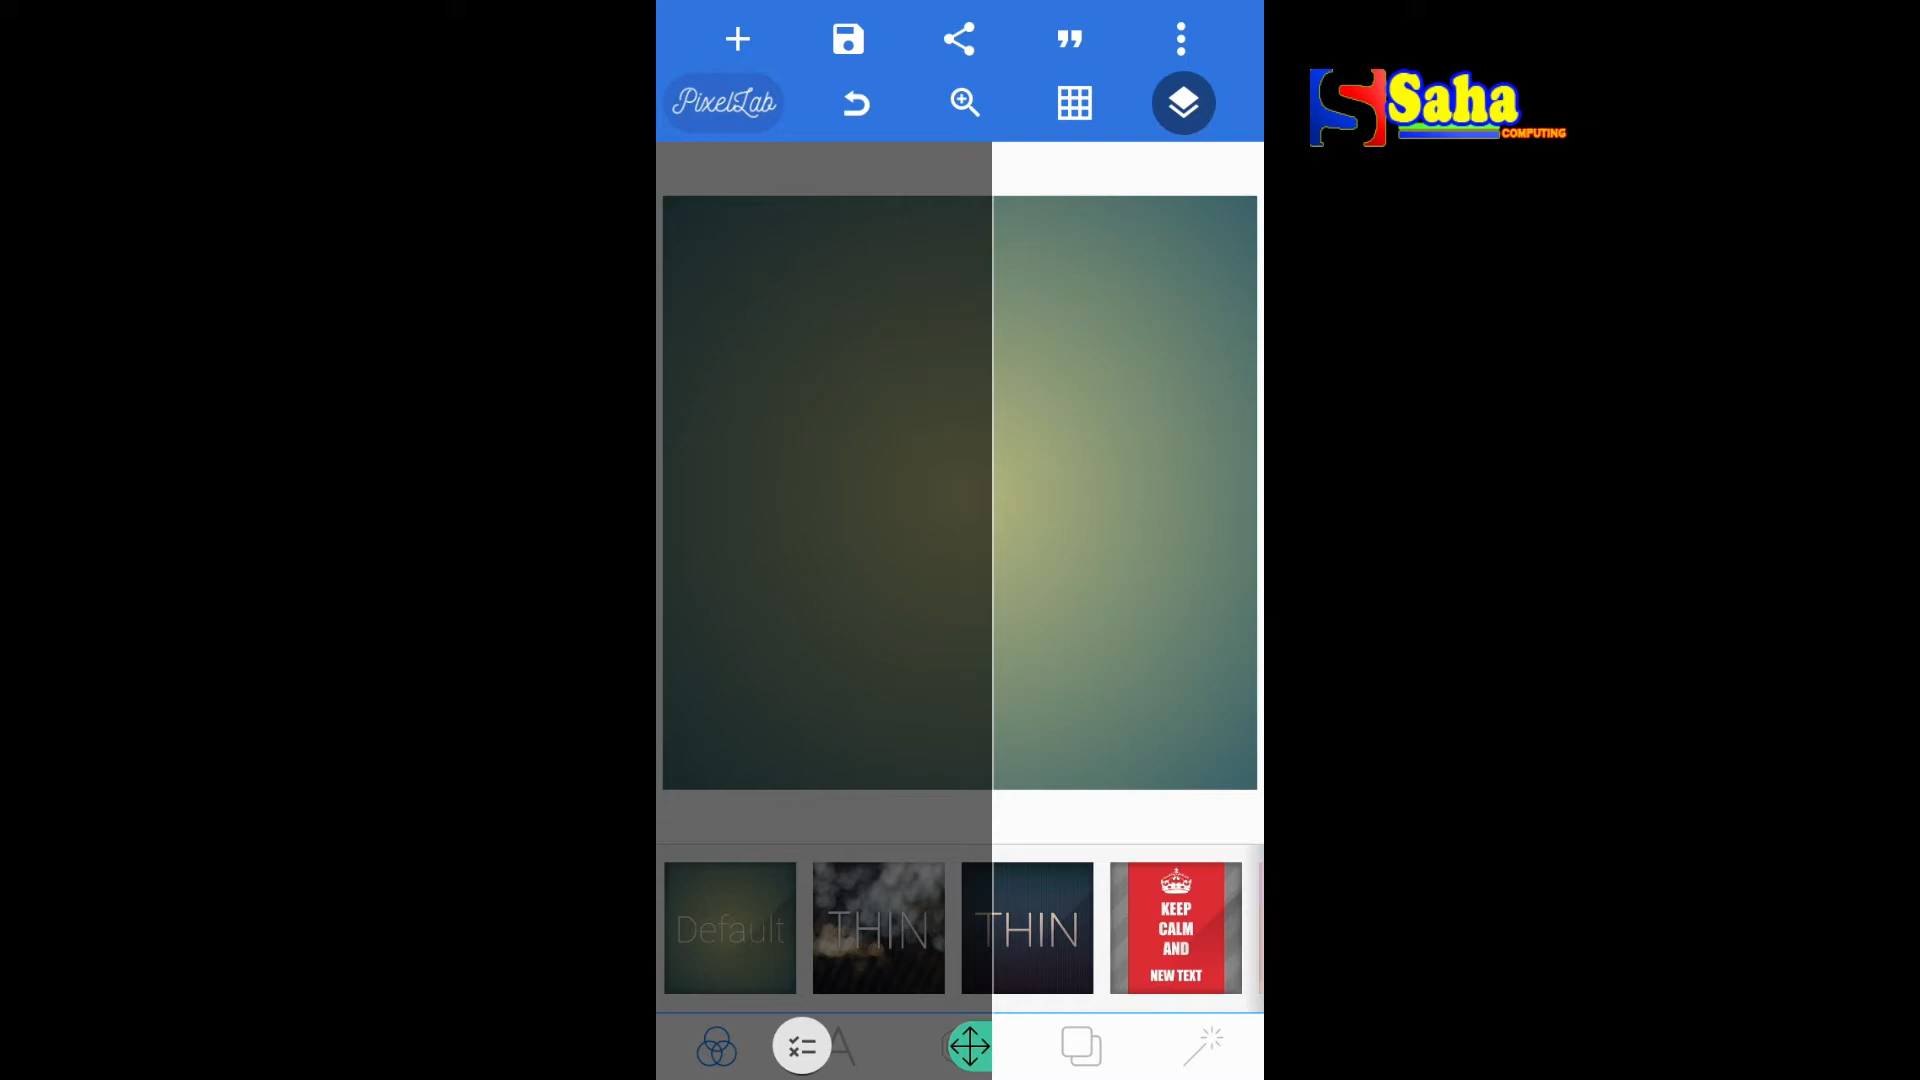 PixelLab
Saha
COMPUTING
Default
THIN
THIN
KEEP
CALM
AND
NEW TEXT